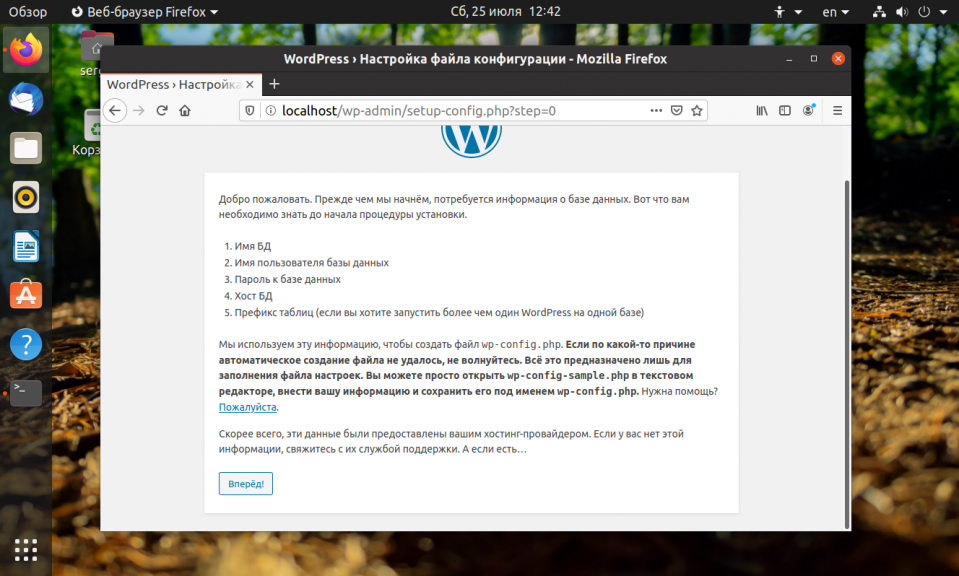 Обзор
Веб-браузер Firefox
Сб, 25 июля 12:42
en
WordPress › Настройка файла конфигурации - Mozilla Firefox
WordPress › Настройка
localhost/wp-admin/setup-config.php?step=0
Добро пожаловать. Прежде чем мы начнём, потребуется информация о базе данных. Вот что вам
необходимо знать до начала процедуры установки.
1. Имя БД
2. Имя пользователя базы данных
3. Пароль к базе данных
4. Хост БД
5. Префикс таблиц (если вы хотите запустить более чем один WordPress на одной базе)
Мы используем эту информацию, чтобы создать файл wp-config.php. Если по какой-то причине
автоматическое создание файла не удалось, не волнуйтесь. Всё это предназначено лишь для
заполнения файла настроек. Вы можете просто открыть wp-config-sample.php в текстовом
редакторе, внести вашу информацию и сохранить его под именем wp-config.php. Нужна помощь?
Пожалуйста.
Скорее всего, эти данные были предоставлены вашим хостинг-провайдером. Если у вас нет этой
информации, свяжитесь с их службой поддержки. А если есть…
Вперёд!